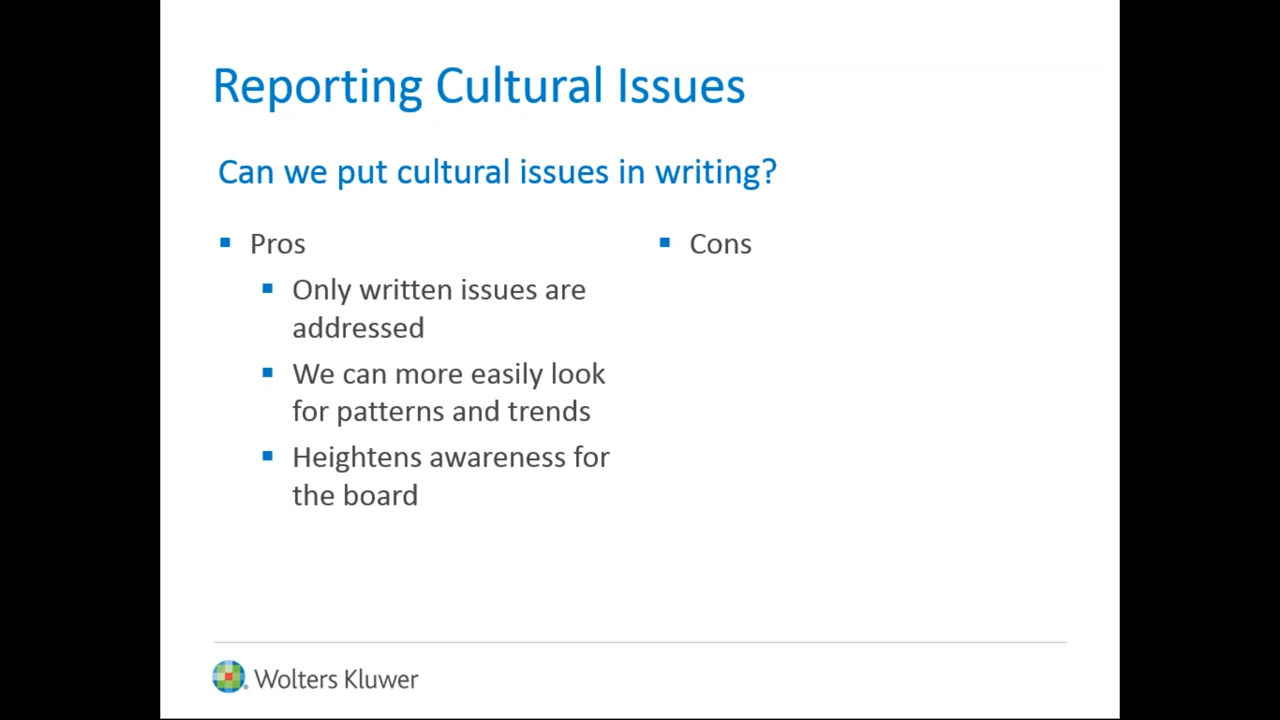 Reporting Cultural Issues
Can we put cultural issues in writing?
Pros
Only written issues are
addressed
We can more easily look
for patterns and trends
Heightens awareness for
the board
Cons
Wolters Kluwer